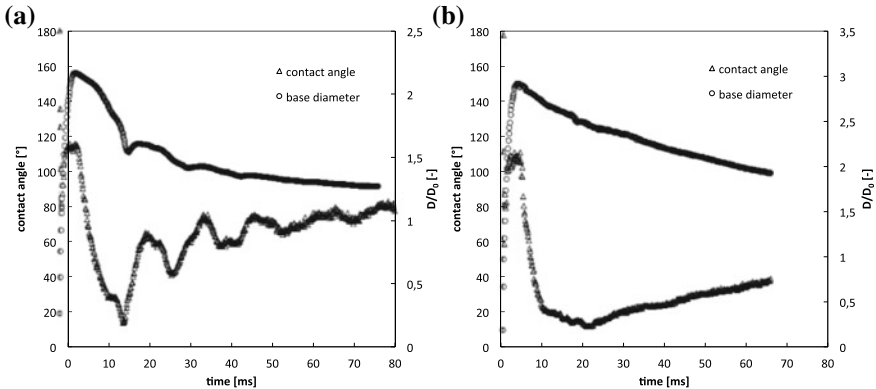 (a)
180
160
140
120
100
80
60
40
20
0
contact angle [°]
0 10 20 30 40 50 60 70 80
time [ms]
2,5
2
1,5
1
0,5
0
D/D0 [-]
△ contact angle
○ base diameter
(b)
180
160
140
120
100
80
60
40
20
0
contact angle [°]
0 10 20 30 40 50 60 70 80
time [ms]
3,5
3
2,5
2
1,5
1
0,5
0
D/D0 [-]
△ contact angle
○ base diameter